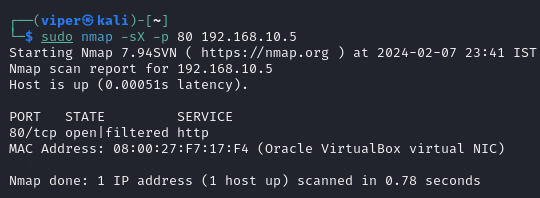 ┌──(viper㉿kali)-[~]
└─$ sudo nmap -sX -p 80 192.168.10.5
Starting Nmap 7.94SVN ( https://nmap.org ) at 2024-02-07 23:41 IST
Nmap scan report for 192.168.10.5
Host is up (0.00051s latency).

PORT   STATE         SERVICE
80/tcp open|filtered http
MAC Address: 08:00:27:F7:17:F4 (Oracle VirtualBox virtual NIC)

Nmap done: 1 IP address (1 host up) scanned in 0.78 seconds